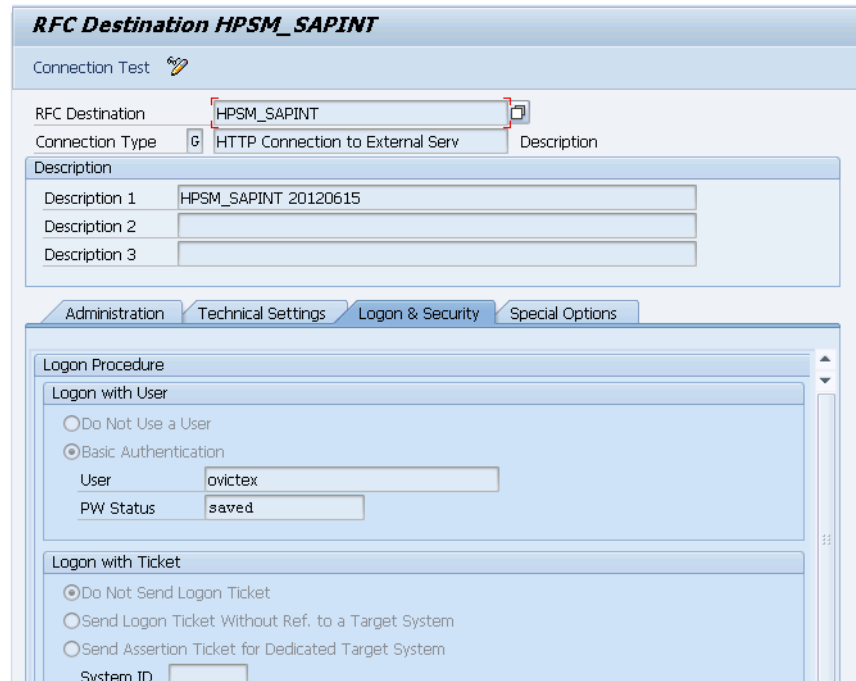 RFC Destination HPSM_SAPINT
Connection Test
RFC Destination HPSM_SAPINT
Connection Type G HTTP Connection to External Serv Description
Description
Description 1 HPSM_SAPINT 20120615
Description 2
Description 3
Administration Technical Settings Logon & Security Special Options
Logon Procedure
Logon with User
Do Not Use a User
Basic Authentication
User ovictex
PW Status saved
Logon with Ticket
Do Not Send Logon Ticket
Send Logon Ticket Without Ref. to a Target System
Send Assertion Ticket for Dedicated Target System
System ID